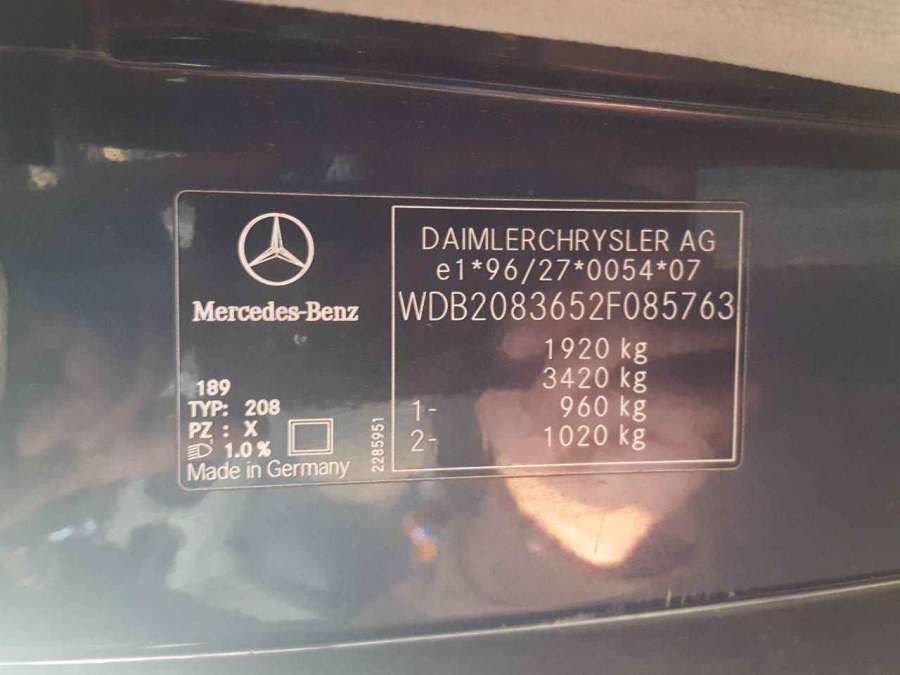 Mercedes-Benz
189
TYP: 208
PZ : X
1.0 %
Made in Germany
2285951
DAIMLERCHRYSLER AG
e1*96/27*0054*07
WDB2083652F085763
1920 kg
3420 kg
1- 960 kg
2- 1020 kg